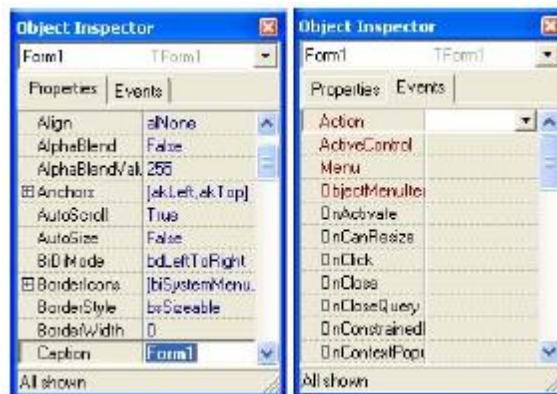 Object Inspector
Form1 TForm1
Properties Events
Align alNone
AlphaBlend False
AlphaBlendVal 255
Anchors [akLeft,akTop]
AutoScroll True
AutoSize False
BiDiMode bdLeftToRight
BorderIcons [biSystemMenu,
BorderStyle bsSizeable
BorderWidth 0
Caption Form1
All shown
Object Inspector
Form1 TForm1
Properties Events
Action
ActiveControl
Menu
ObjectMenuIte
OnActivate
OnCanResize
OnClick
OnClose
OnCloseQuery
OnConstrainedI
OnContextPopu
All shown